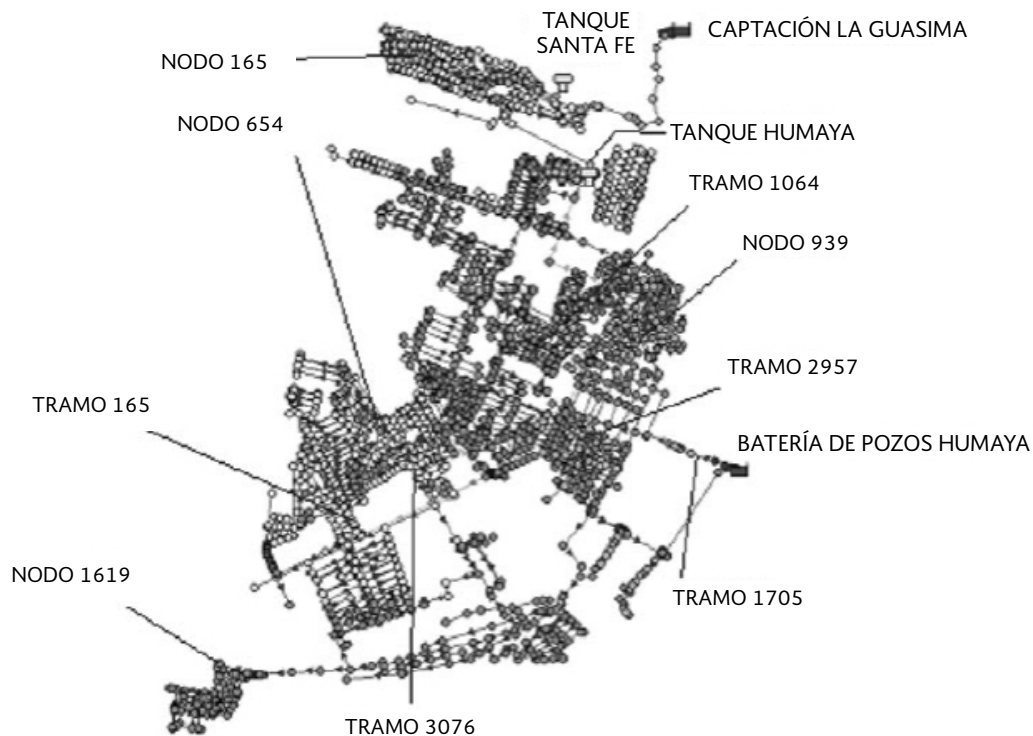 TANQUE
SANTA FE
CAPTACIÓN LA GUASIMA
NODO 165
NODO 654
TANQUE HUMAYA
TRAMO 1064
NODO 939
TRAMO 2957
TRAMO 165
BATERÍA DE POZOS HUMAYA
NODO 1619
TRAMO 1705
TRAMO 3076